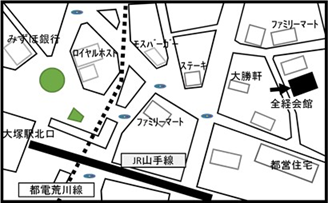 みずほ銀行
ロイヤルホスト
モスバーガー
ファミリーマート
ステーキ
大勝軒
全経会館
ファミリーマート
大塚駅北口
JR山手線
都営住宅
都電荒川線